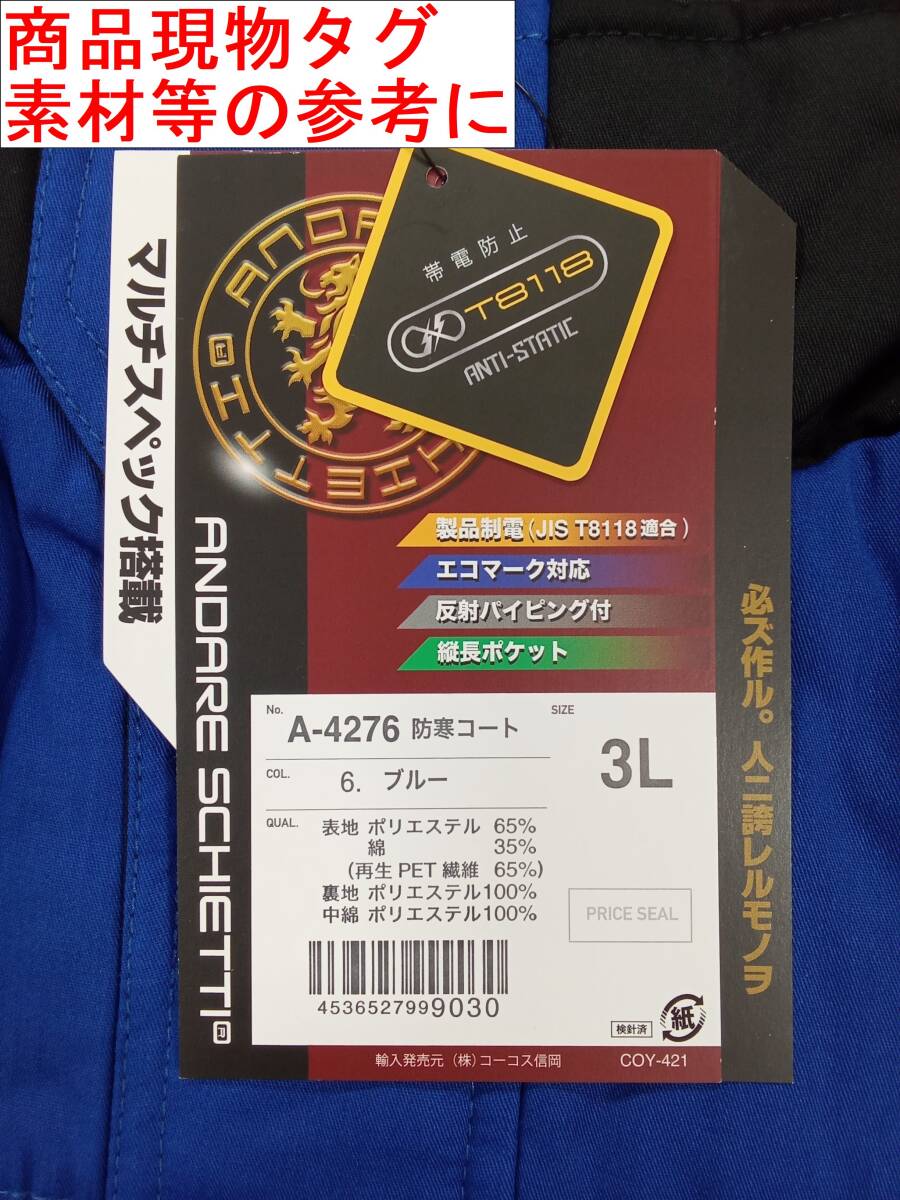 商品現物タグ
素材等の参考に
マルチスペック搭載
ANDARE SCHIETTI®
帯電防止
T8118
ANTI-STATIC
製品制電(JIS T8118適合)
エコマーク対応
反射パイピング付
縦長ポケット
No.
A-4276 防寒コート
SIZE
3L
COL.
6. ブルー
QUAL.
表地 ポリエステル 65%
綿 35%
(再生 PET 繊維 65%)
裏地 ポリエステル100%
中綿 ポリエステル100%
PRICE SEAL
4536527999030
検針済
紙
輸入発売元 (株)コーコス信岡
COY-421
必ズ作ル。人ニ誇レルモノヲ